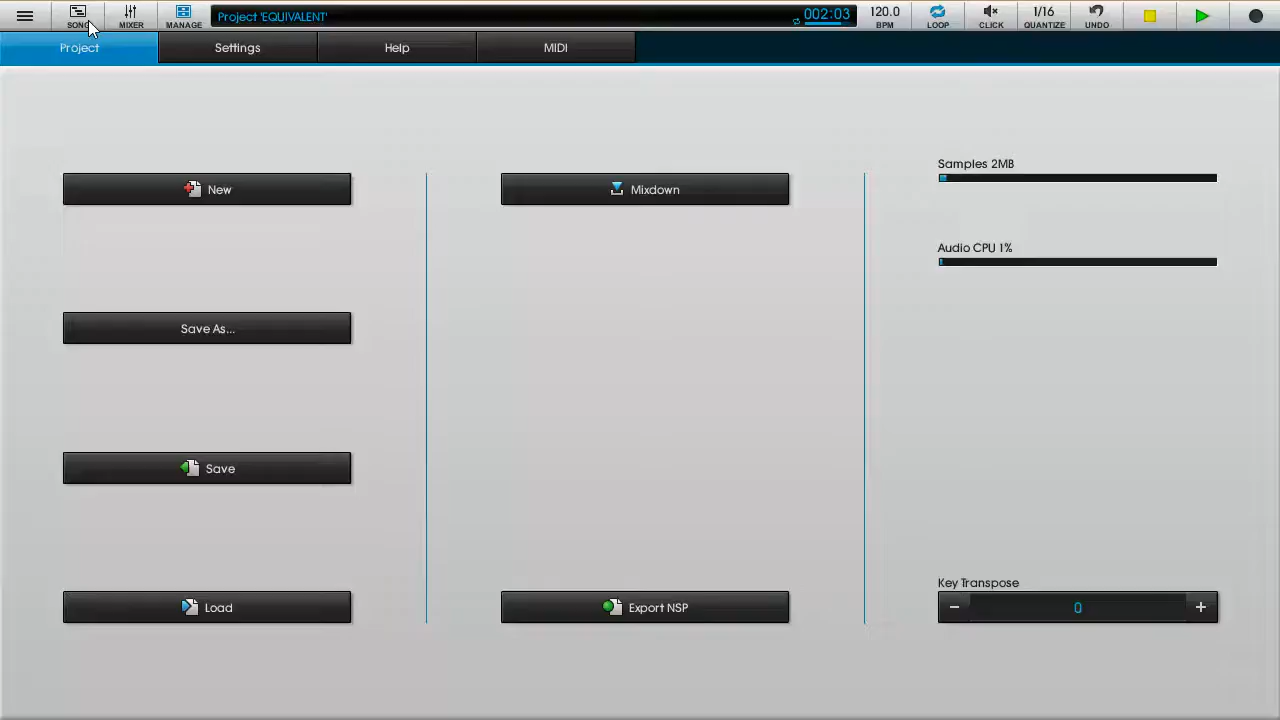 SONG
MIXER
MANAGE
Project 'EQUIVALENT'
002:03
120.0
BPM
LOOP
CLICK
1/16
QUANTIZE
UNDO
Project
Settings
Help
MIDI
New
Mixdown
Samples 2MB
Audio CPU 1%
Save As...
Save
Load
Export NSP
Key Transpose
− 0 +